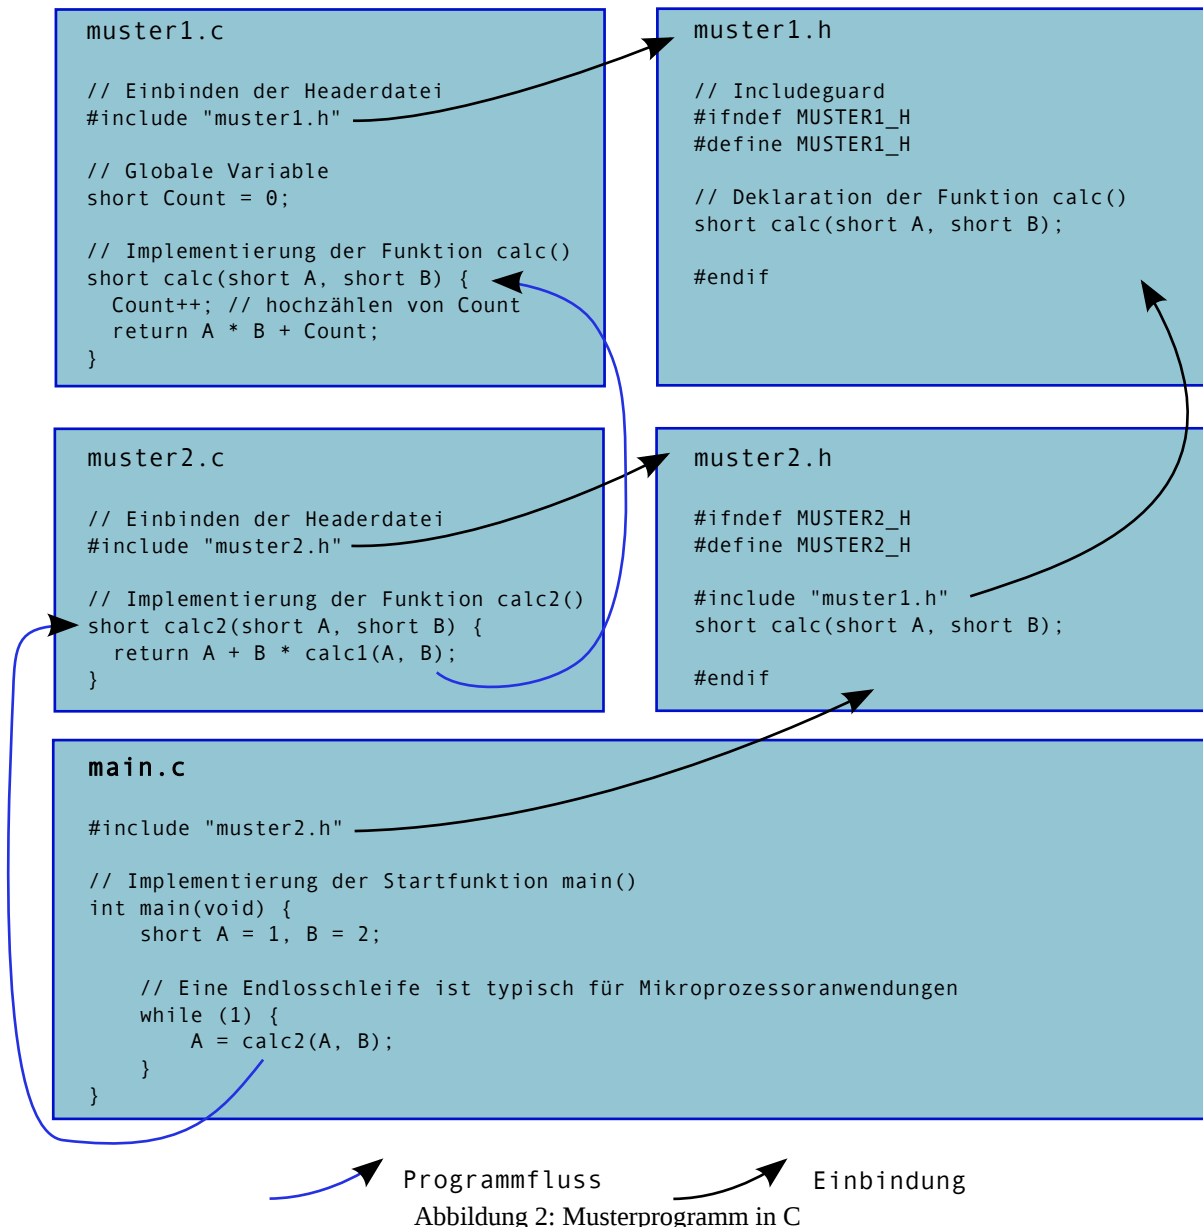 muster1.c
// Einbinden der Headerdatei
#include "muster1.h"
// Globale Variable
short Count = 0;
// Implementierung der Funktion calc()
short calc(short A, short B) {
  Count++; // hochzählen von Count
  return A * B + Count;
}
muster1.h
// Includeguard
#ifndef MUSTER1_H
#define MUSTER1_H
// Deklaration der Funktion calc()
short calc(short A, short B);
#endif
muster2.c
// Einbinden der Headerdatei
#include "muster2.h"
// Implementierung der Funktion calc2()
short calc2(short A, short B) {
  return A + B * calc1(A, B);
}
muster2.h
#ifndef MUSTER2_H
#define MUSTER2_H
#include "muster1.h"
short calc(short A, short B);
#endif
main.c
#include "muster2.h"
// Implementierung der Startfunktion main()
int main(void) {
    short A = 1, B = 2;
    // Eine Endlosschleife ist typisch für Mikroprozessoranwendungen
    while (1) {
        A = calc2(A, B);
    }
}
Programmfluss
Einbindung
Abbildung 2: Musterprogramm in C